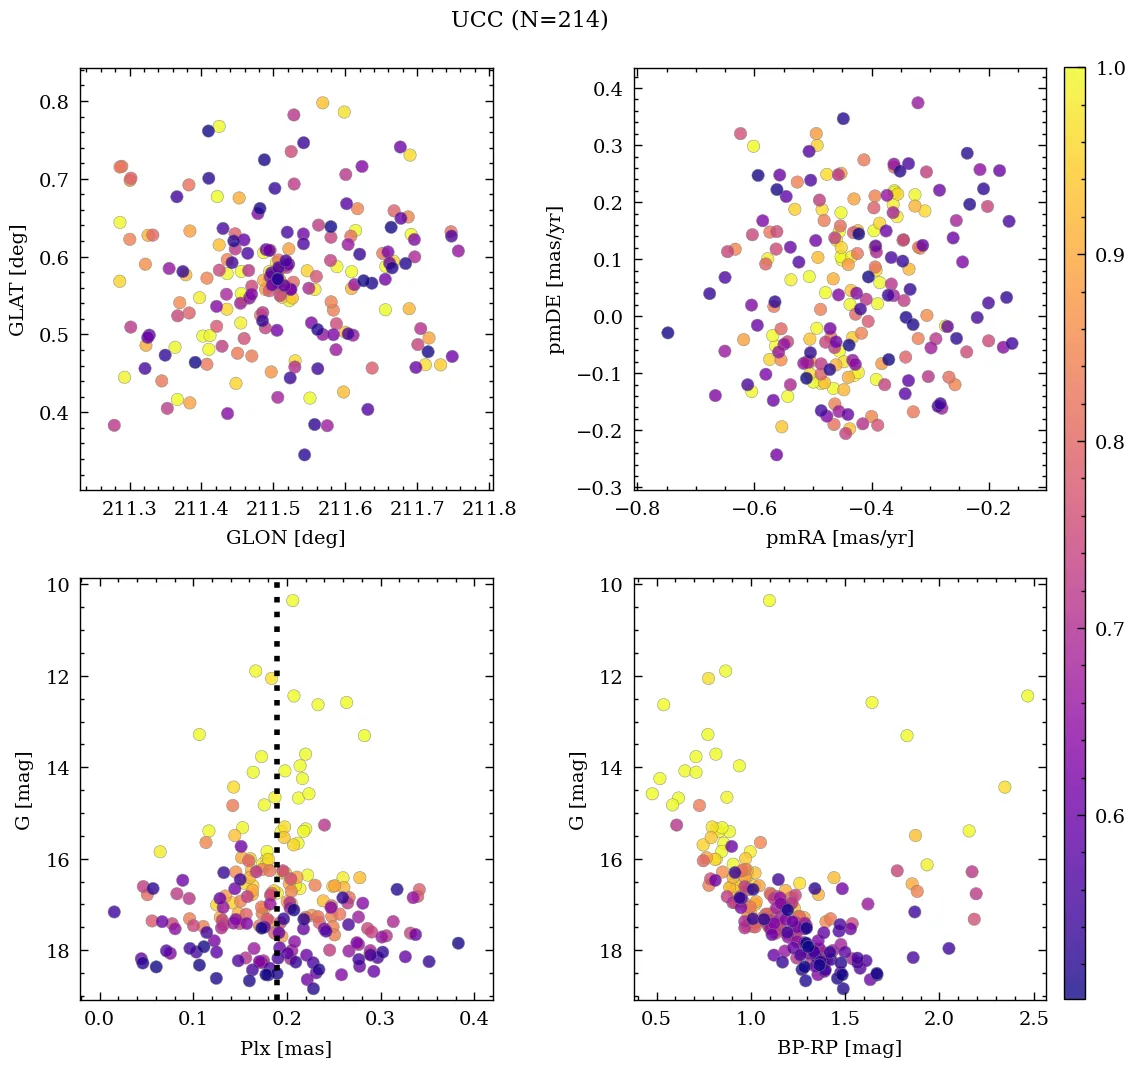 UCC (N=214)
0.8
0.7
0.6
0.5
0.4
GLAT [deg]
211.3 211.4 211.5 211.6 211.7 211.8
GLON [deg]
0.4
0.3
0.2
0.1
0.0
−0.1
−0.2
−0.3
pmDE [mas/yr]
−0.8 −0.6 −0.4 −0.2
pmRA [mas/yr]
10
12
14
16
18
G [mag]
0.0 0.1 0.2 0.3 0.4
Plx [mas]
10
12
14
16
18
G [mag]
0.5 1.0 1.5 2.0 2.5
BP-RP [mag]
1.0
0.9
0.8
0.7
0.6